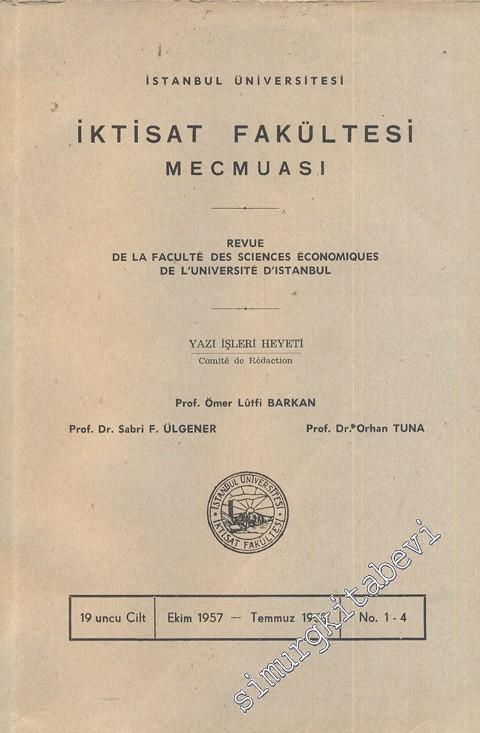 İSTANBUL ÜNİVERSİTESİ
İKTİSAT FAKÜLTESİ
MECMUASI
REVUE
DE LA FACULTÉ DES SCIENCES ÉCONOMIQUES
DE L'UNIVERSITÉ D'ISTANBUL
YAZI İŞLERİ HEYETİ
Comité de Rédaction
Prof. Ömer Lûtfi BARKAN
Prof. Dr. Sabri F. ÜLGENER Prof. Dr. Orhan TUNA
İSTANBUL ÜNİVERSİTESİ
İKTİSAT FAKÜLTESİ
19 uncu Cilt Ekim 1957 — Temmuz No. 1 - 4
simurgkitabevi